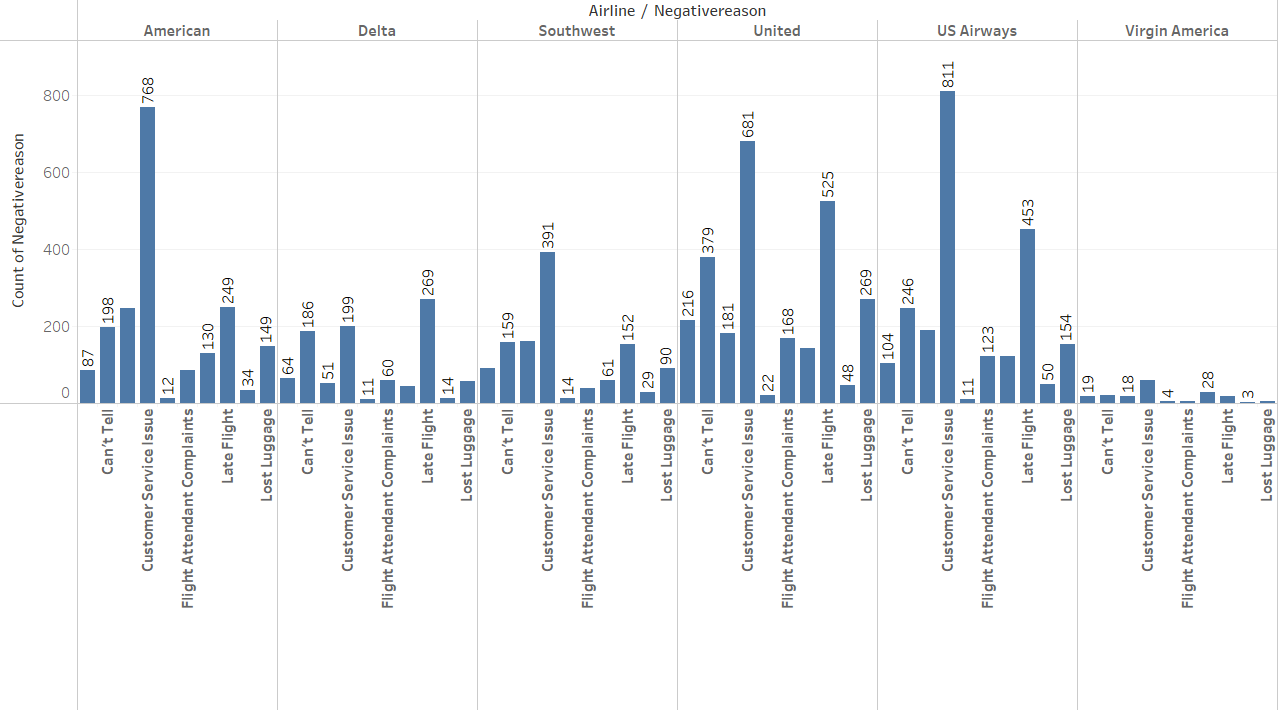 Airline / Negativereason
American Delta Southwest United US Airways Virgin America
Count of Negativereason
800
600
400
200
0
87 198 768 12 130 249 34 149
64 186 51 199 11 60 269 14
159 391 14 61 152 29 90
216 379 181 681 22 168 525 48 269
104 246 811 11 123 453 50 154
19 18 4 28 3
Can't Tell Customer Service Issue Flight Attendant Complaints Late Flight Lost Luggage
Can't Tell Customer Service Issue Flight Attendant Complaints Late Flight Lost Luggage
Can't Tell Customer Service Issue Flight Attendant Complaints Late Flight Lost Luggage
Can't Tell Customer Service Issue Flight Attendant Complaints Late Flight Lost Luggage
Can't Tell Customer Service Issue Flight Attendant Complaints Late Flight Lost Luggage
Can't Tell Customer Service Issue Flight Attendant Complaints Late Flight Lost Luggage